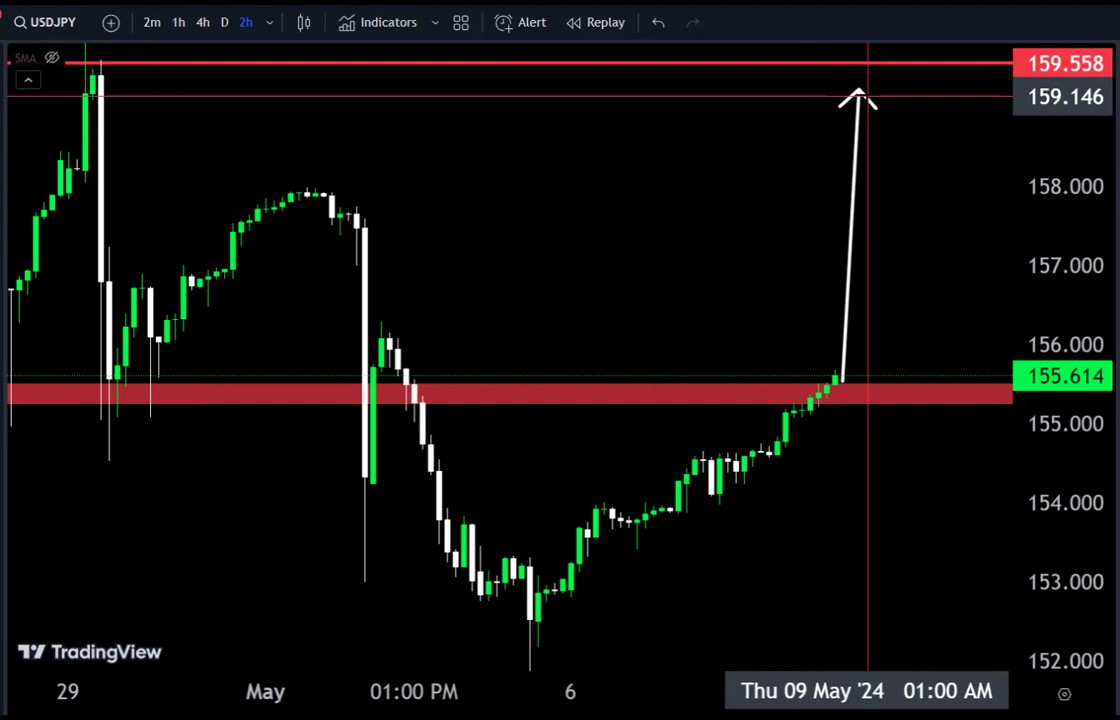 USDJPY 2m 1h 4h D 2h Indicators Alert Replay
SMA
159.558
159.146
158.000
157.000
156.000
155.614
155.000
154.000
153.000
152.000
TradingView
29 May 01:00 PM 6 Thu 09 May '24 01:00 AM